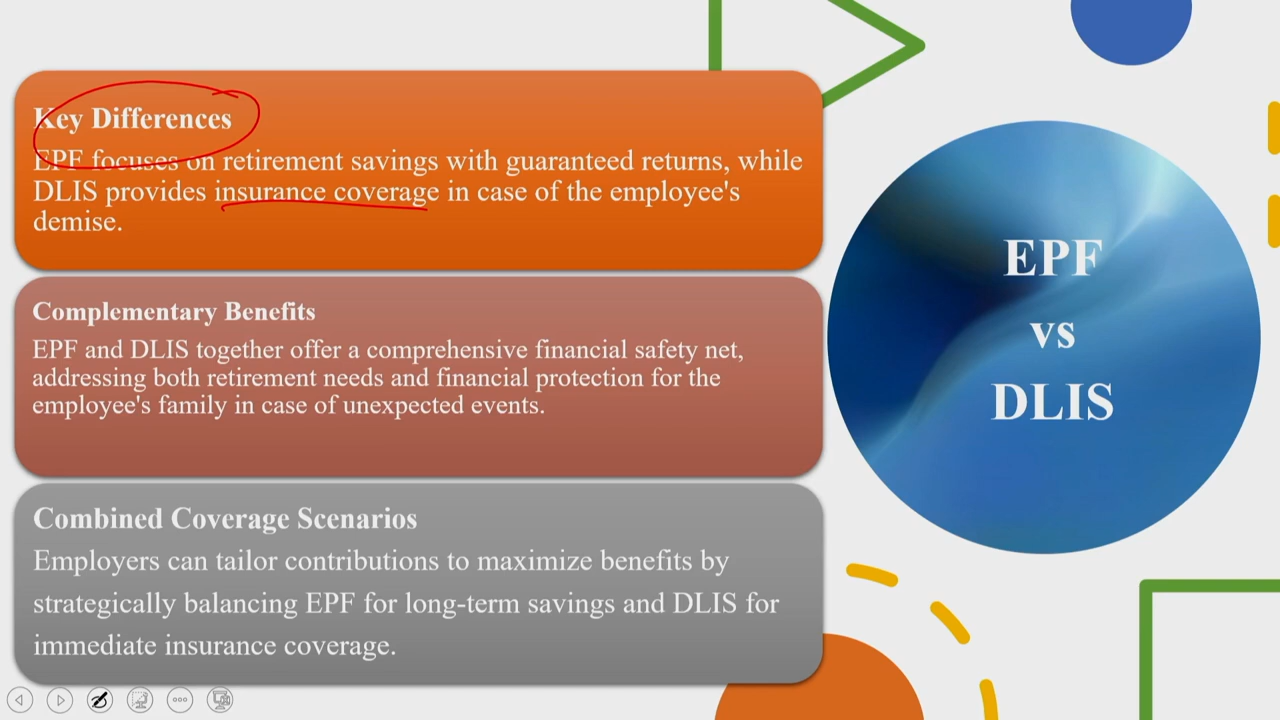 Key Differences
EPF focuses on retirement savings with guaranteed returns, while
DLIS provides insurance coverage in case of the employee's
demise.
Complementary Benefits
EPF and DLIS together offer a comprehensive financial safety net,
addressing both retirement needs and financial protection for the
employee's family in case of unexpected events.
Combined Coverage Scenarios
Employers can tailor contributions to maximize benefits by
strategically balancing EPF for long-term savings and DLIS for
immediate insurance coverage.
EPF
vs
DLIS